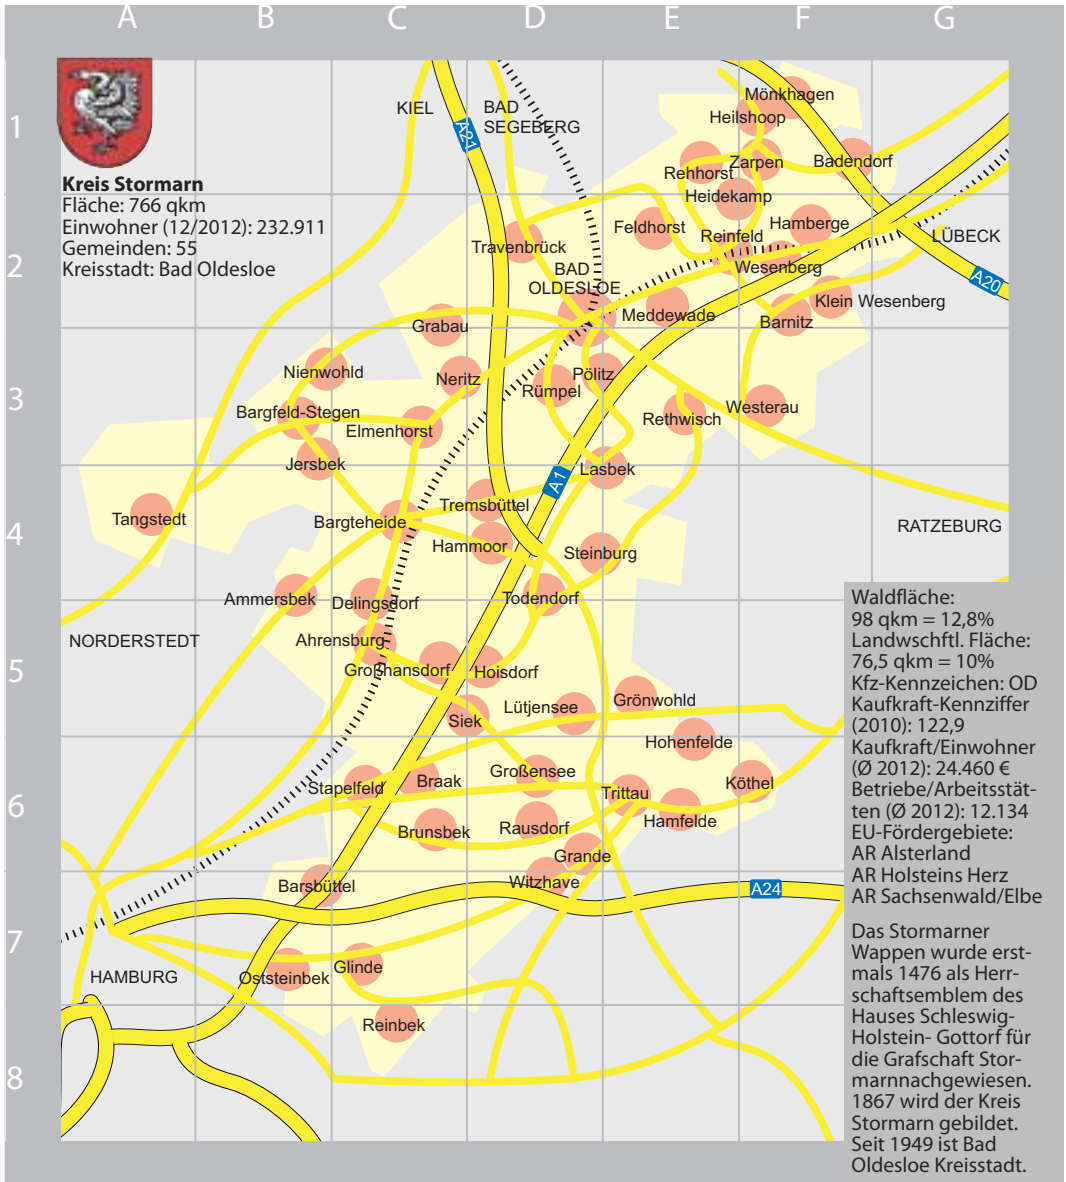 A B C D E F G
1
2
3
4
5
6
7
8
Kreis Stormarn
Fläche: 766 qkm
Einwohner (12/2012): 232.911
Gemeinden: 55
Kreisstadt: Bad Oldesloe
KIEL
BAD
SEGEBERG
A21
Mönkhagen
Heilshoop
Rehhorst
Zarpen
Badendorf
Heidekamp
Feldhorst
Reinfeld
Hamberge
LÜBECK
Travenbrück
Wesenberg
BAD
OLDESLOE
A20
Meddewade
Klein Wesenberg
Barnitz
Grabau
Nienwohld
Neritz
Rümpel
Pölitz
Bargfeld-Stegen
Elmenhorst
Rethwisch
Westerau
Jersbek
Lasbek
A1
Tangstedt
Tremsbüttel
Bargteheide
RATZEBURG
Hammoor
Steinburg
Ammersbek
Delingsdorf
Todendorf
NORDERSTEDT
Ahrensburg
Großhansdorf
Hoisdorf
Siek
Lütjensee
Grönwohld
Hohenfelde
Stapelfeld
Braak
Großensee
Trittau
Köthel
Brunsbek
Rausdorf
Hamfelde
Grande
Witzhave
Barsbüttel
A24
HAMBURG
Oststeinbek
Glinde
Reinbek
Waldfläche:
98 qkm = 12,8%
Landwschftl. Fläche:
76,5 qkm = 10%
Kfz-Kennzeichen: OD
Kaufkraft-Kennziffer
(2010): 122,9
Kaufkraft/Einwohner
(Ø 2012): 24.460 €
Betriebe/Arbeitsstät-
ten (Ø 2012): 12.134
EU-Fördergebiete:
AR Alsterland
AR Holsteins Herz
AR Sachsenwald/Elbe
Das Stormarner
Wappen wurde erst-
mals 1476 als Herr-
schaftsemblem des
Hauses Schleswig-
Holstein- Gottorf für
die Grafschaft Stor-
marnnachgewiesen.
1867 wird der Kreis
Stormarn gebildet.
Seit 1949 ist Bad
Oldesloe Kreisstadt.